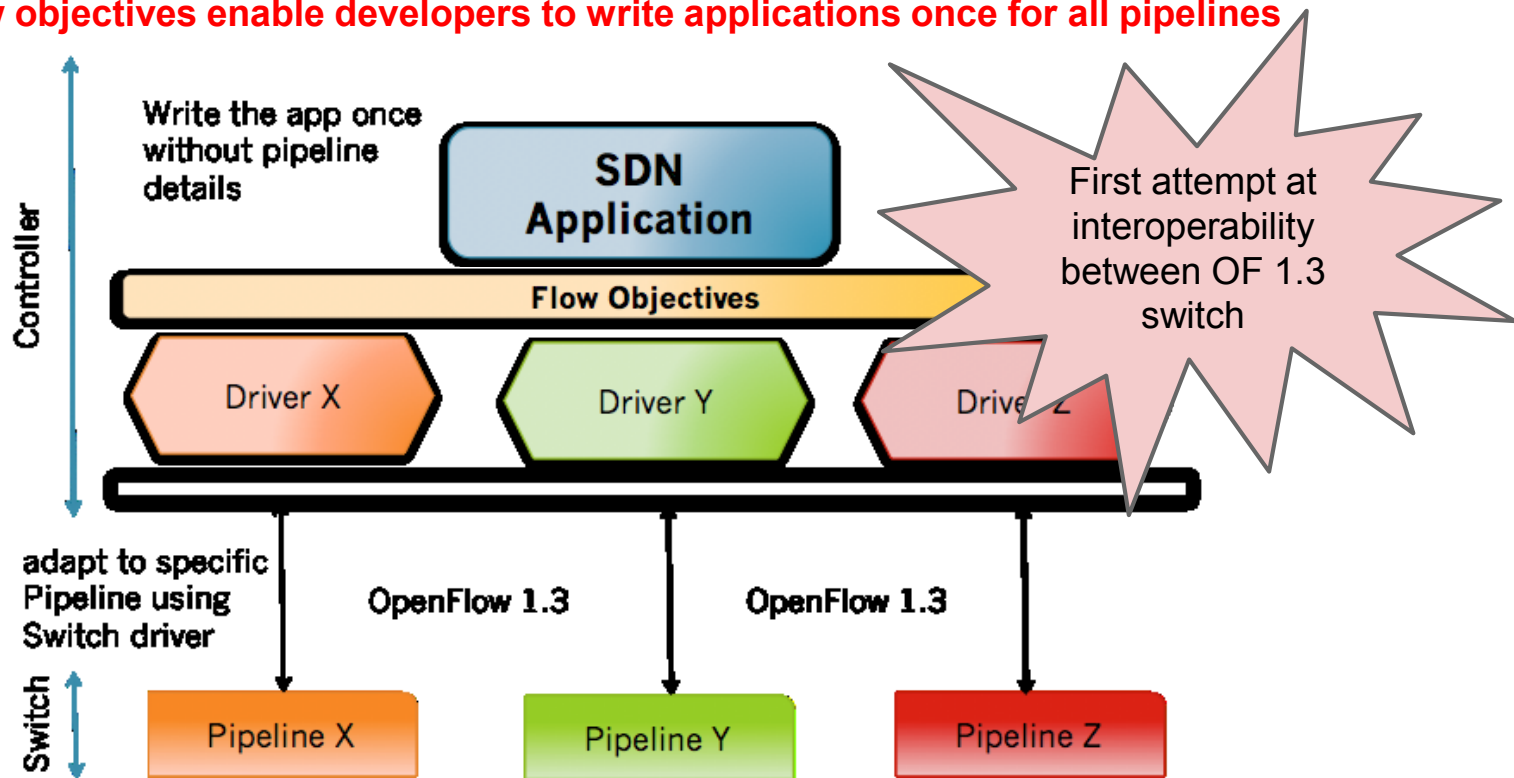 objectives enable developers to write applications once for all pipelines
Write the app once
without pipeline
details
SDN
Application
First attempt at
interoperability
between OF 1.3
switch
Controller
Flow Objectives
Driver X
Driver Y
Driver Z
adapt to specific
Pipeline using
Switch driver
OpenFlow 1.3
OpenFlow 1.3
Switch
Pipeline X
Pipeline Y
Pipeline Z